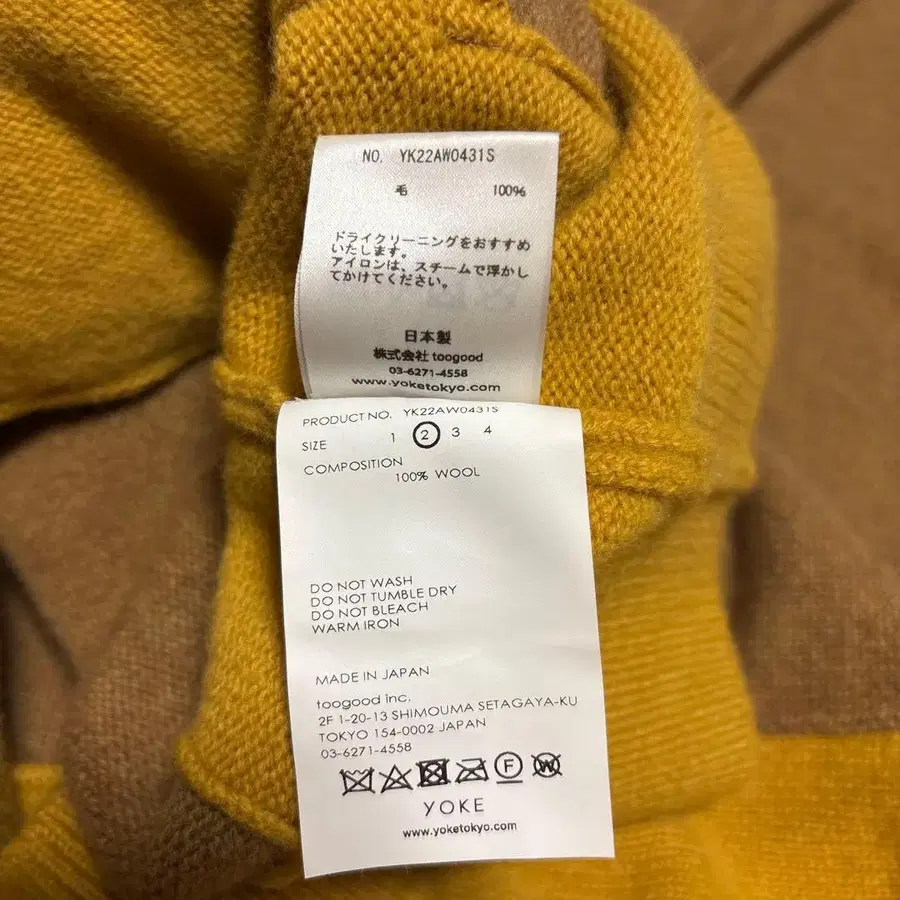 NO. YK22AW0431S
毛 100%
ドライクリーニングをおすすめ
いたします。
アイロンは、スチームで浮かし
てかけてください。
日本製
株式会社 toogood
03-6271-4558
www.yoketokyo.com
PRODUCT NO. YK22AW0431S
SIZE 1 2 3 4
COMPOSITION
100% WOOL
DO NOT WASH
DO NOT TUMBLE DRY
DO NOT BLEACH
WARM IRON
MADE IN JAPAN
toogood inc.
2F 1-20-13 SHIMOUMA SETAGAYA-KU
TOKYO 154-0002 JAPAN
03-6271-4558
F W
YOKE
www.yoketokyo.com